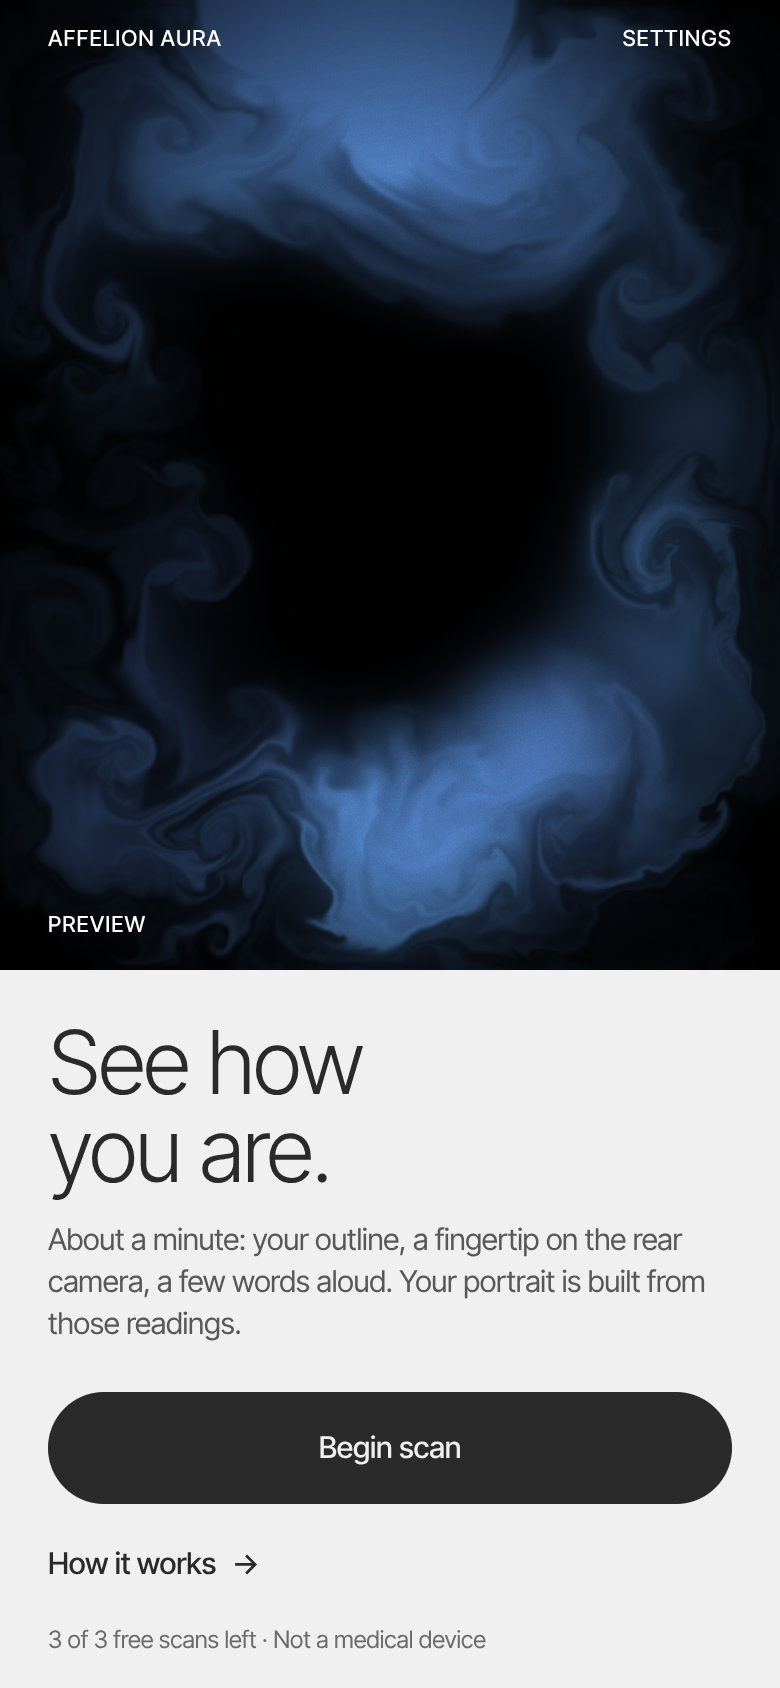 AFFELION AURA
SETTINGS
PREVIEW
See how
you are.
About a minute: your outline, a fingertip on the rear
camera, a few words aloud. Your portrait is built from
those readings.
Begin scan
How it works →
3 of 3 free scans left · Not a medical device